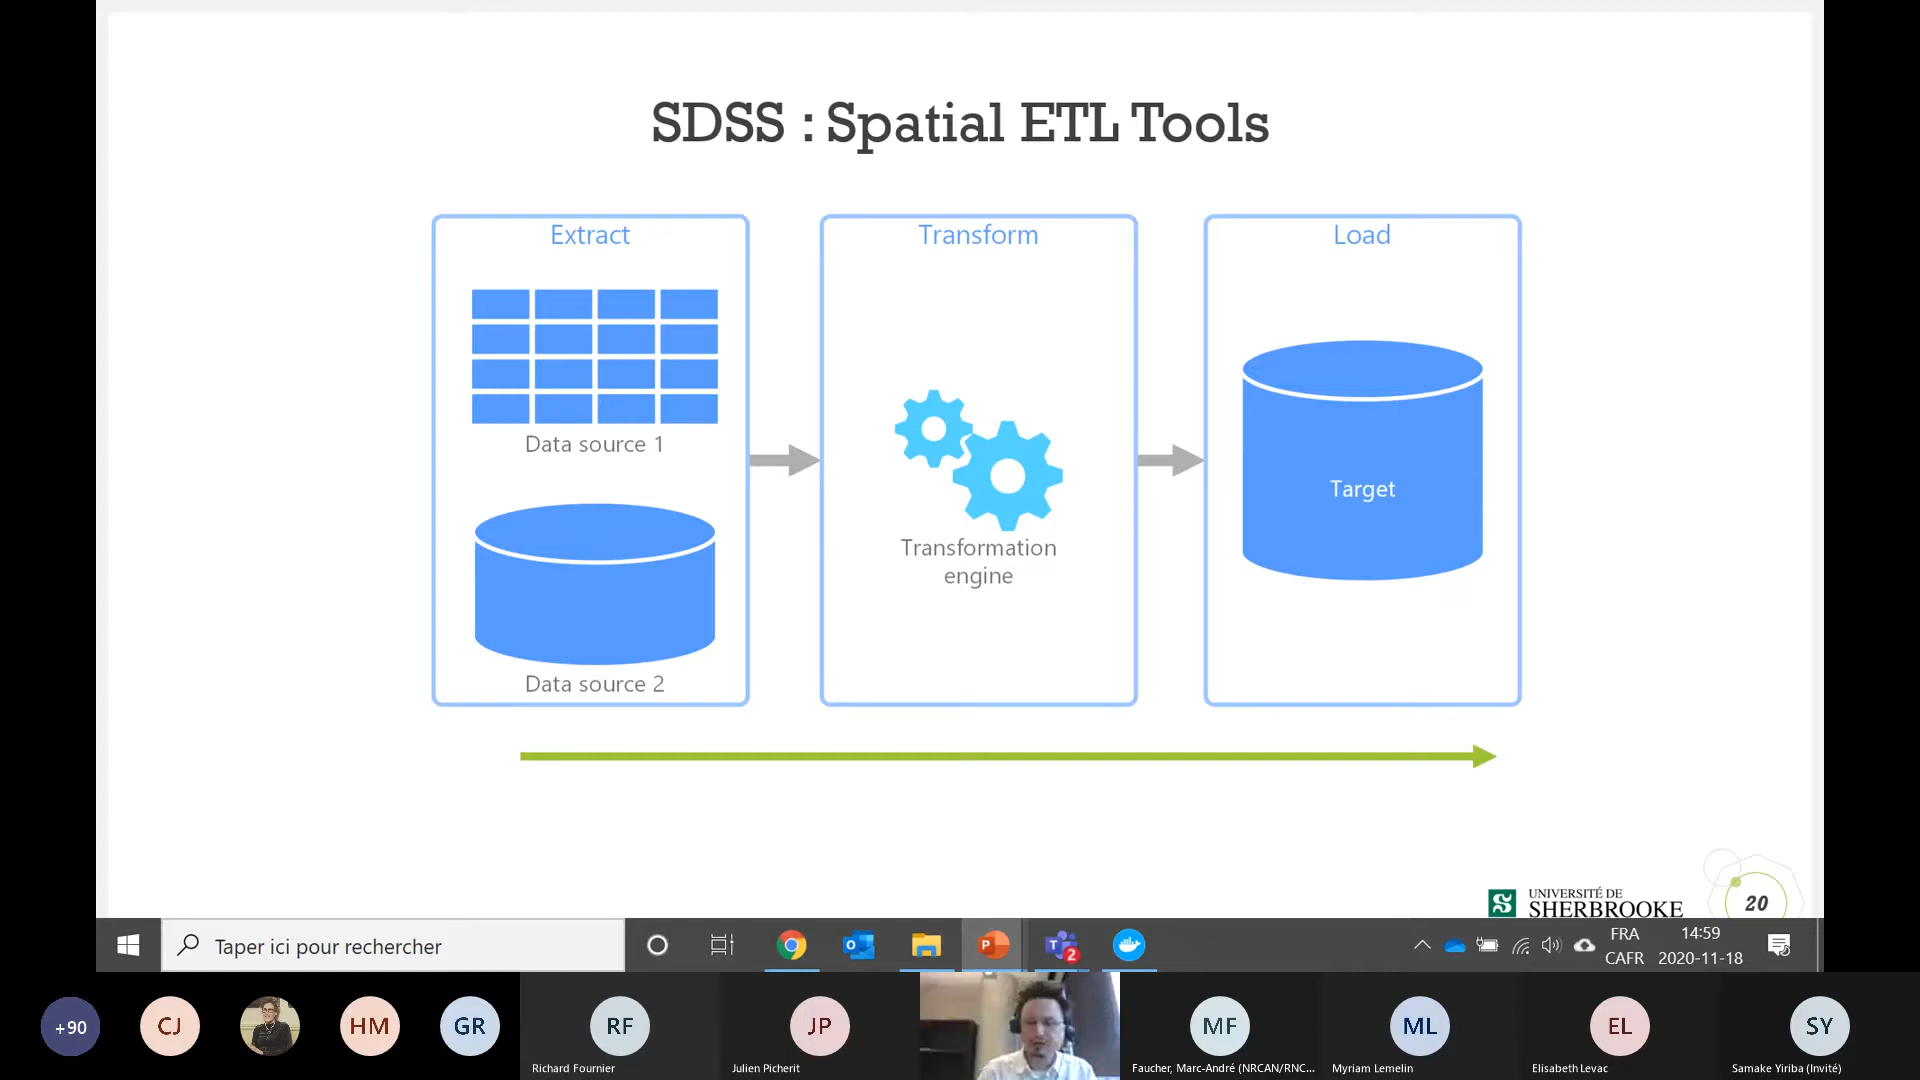 SDSS : Spatial ETL Tools
Extract
Transform
Load
Data source 1
Target
Transformation
engine
Data source 2
UNIVERSITÉ DE
SHERBROOKE
20
Taper ici pour rechercher
O
P
T
2
FRA
CAFR
14:59
2020-11-18
+90
CJ
HM
GR
RF
JP
MF
ML
EL
SY
Richard Fournier
Julien Picherit
Faucher, Marc-André (NRCAN/RNC...
Myriam Lemelin
Elisabeth Levac
Samake Yiriba (Invité)